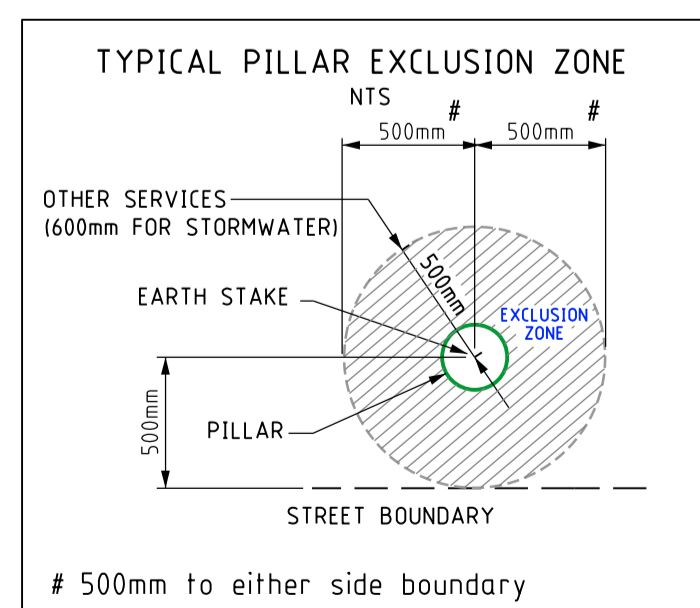 TYPICAL PILLAR EXCLUSION ZONE
NTS
# #
500mm 500mm
OTHER SERVICES
(600mm FOR STORMWATER)
500mm
EARTH STAKE
EXCLUSION
ZONE
500mm
PILLAR
STREET BOUNDARY
# 500mm to either side boundary